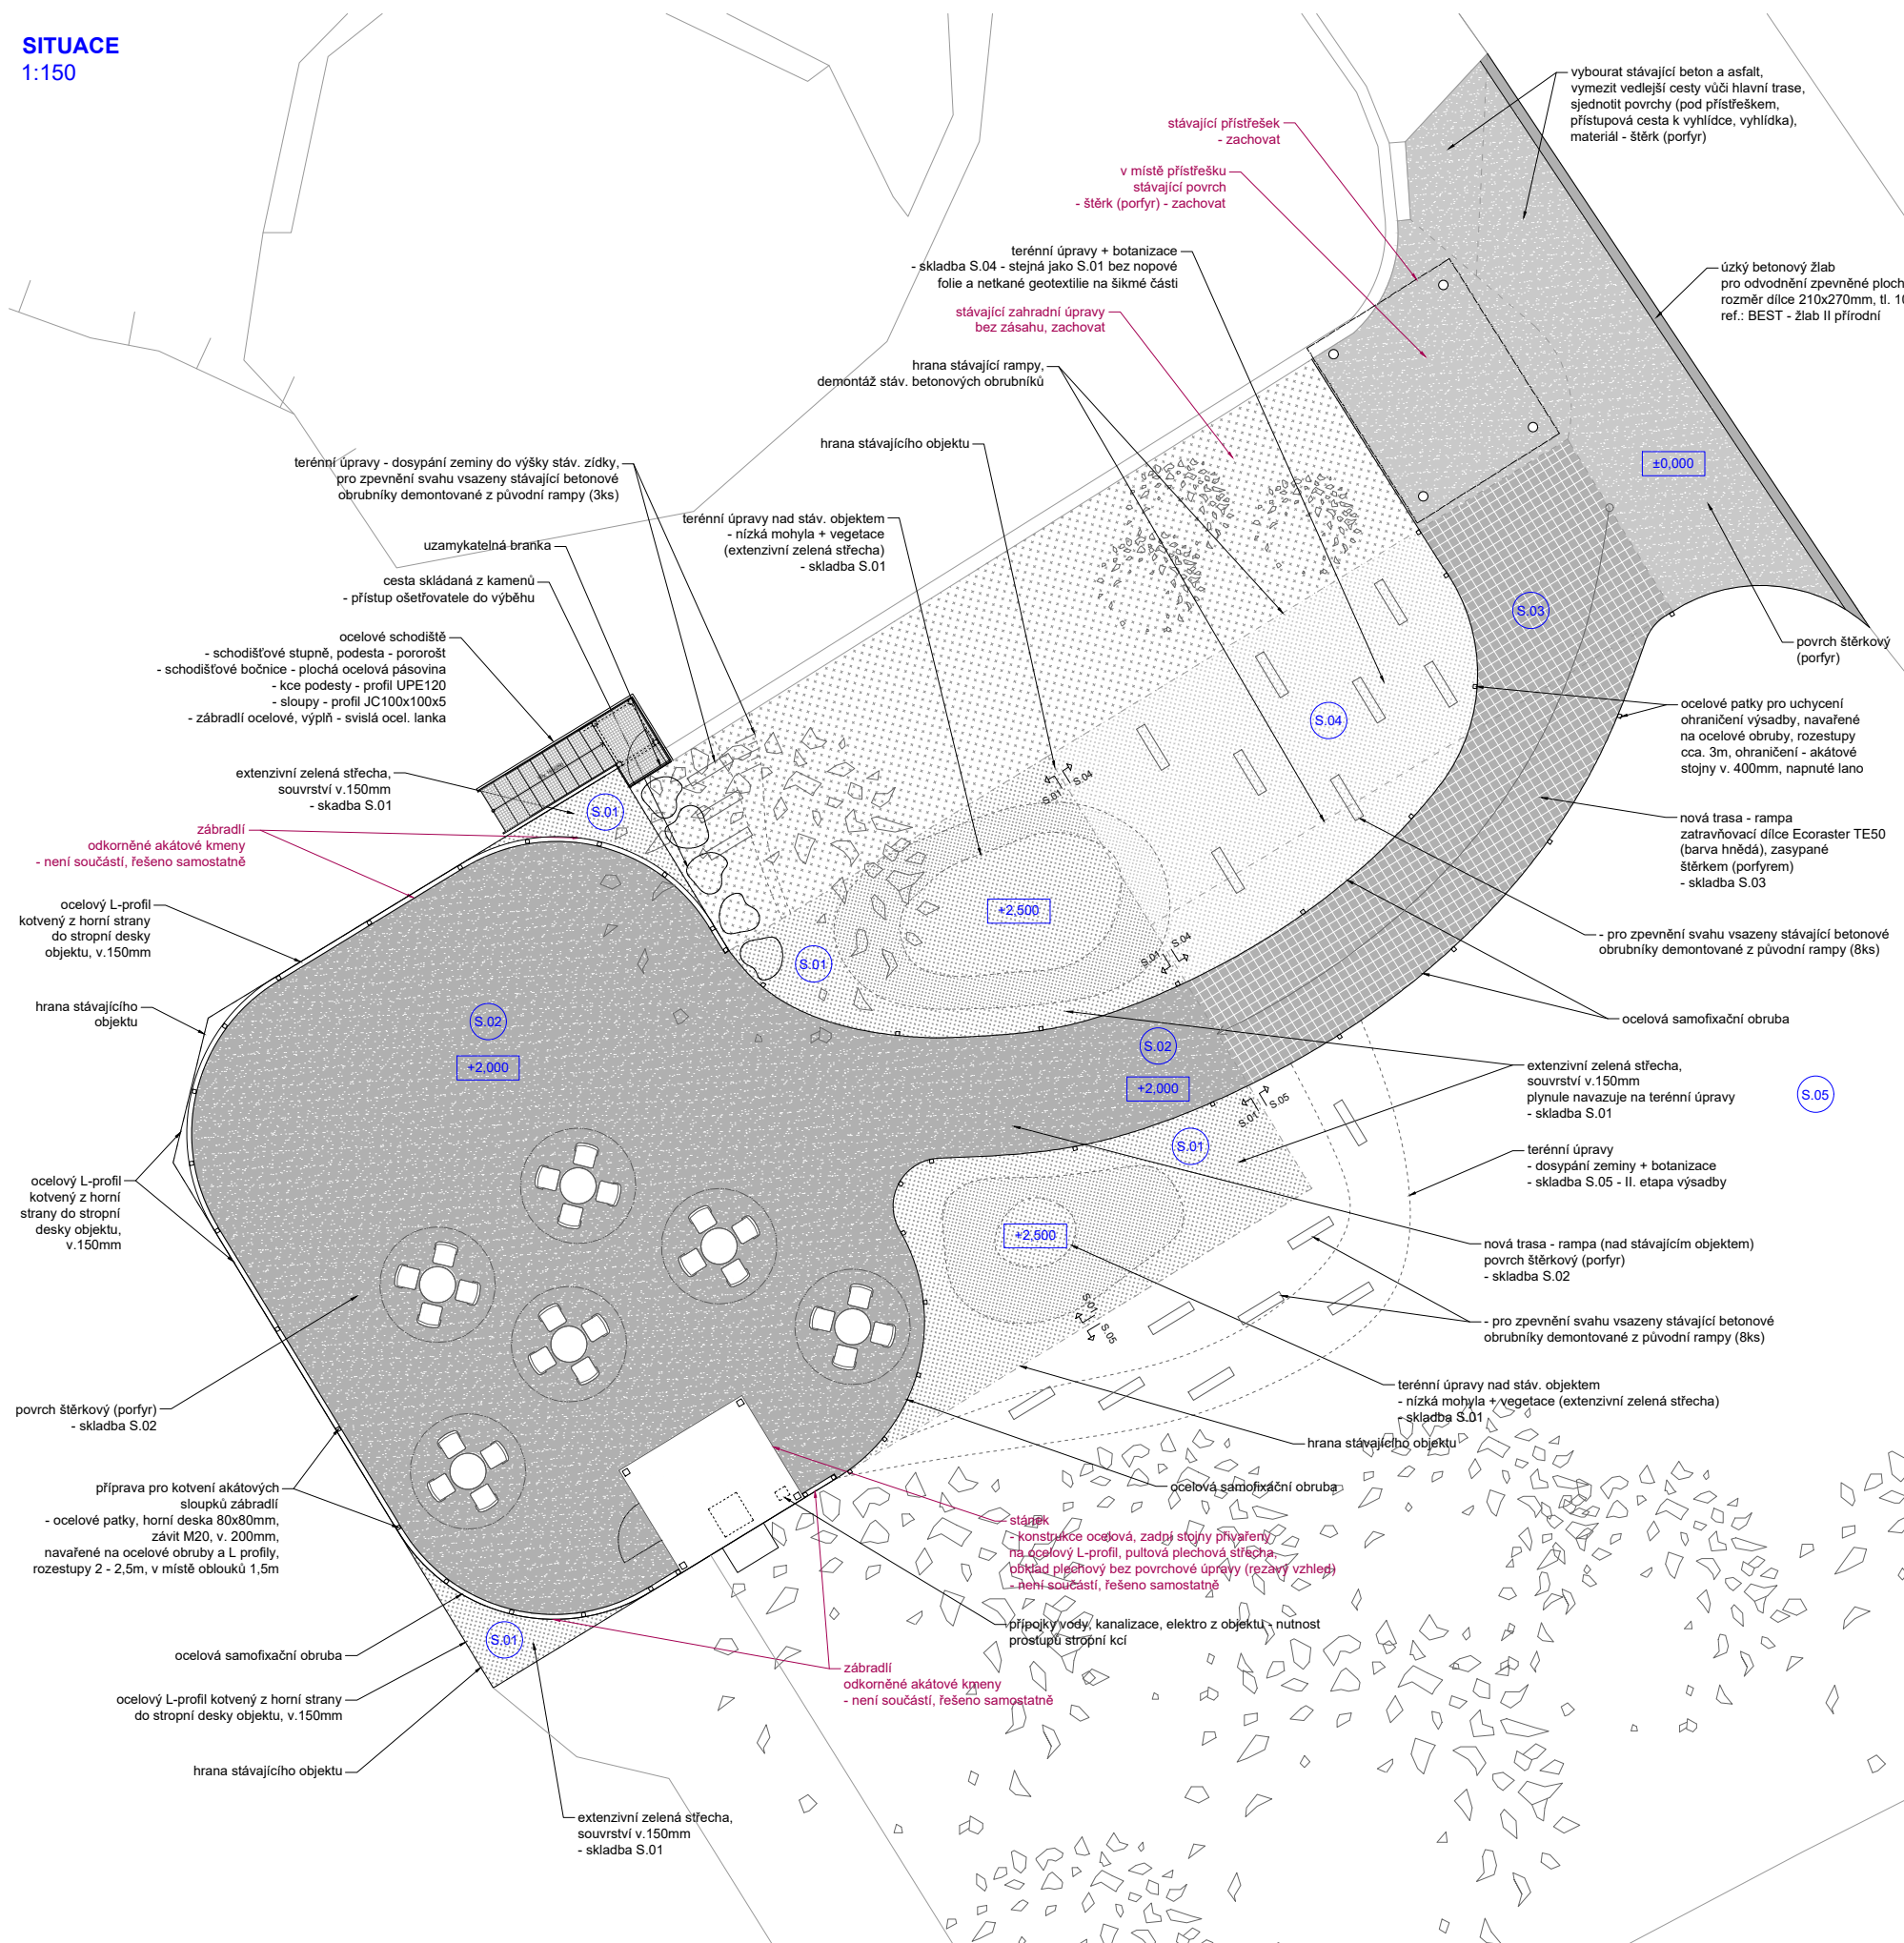 SITUACE
1:150
vybourat stávající beton a asfalt,
vymezit vedlejší cesty vůči hlavní trase,
sjednotit povrchy (pod přístřeškem,
přístupová cesta k vyhlídce, vyhlídka),
materiál - štěrk (porfyr)
stávající přístřešek
- zachovat
v místě přístřešku
stávající povrch
- štěrk (porfyr) - zachovat
terénní úpravy + botanizace
- skladba S.04 - stejná jako S.01 bez nopové
folie a netkané geotextilie na šikmé části
úzký betonový žlab
pro odvodnění zpevněné ploch
rozměr dílce 210x270mm, tl. 10
ref.: BEST - žlab II přírodní
stávající zahradní úpravy
bez zásahu, zachovat
hrana stávající rampy,
demontáž stáv. betonových obrubníků
hrana stávajícího objektu
terénní úpravy - dosypání zeminy do výšky stáv. zídky,
pro zpevnění svahu vsazeny stávající betonové
obrubníky demontované z původní rampy (3ks)
±0,000
terénní úpravy nad stáv. objektem
- nízká mohyla + vegetace
(extenzivní zelená střecha)
- skladba S.01
uzamykatelná branka
cesta skládaná z kamenů
- přístup ošetřovatele do výběhu
S.03
ocelové schodiště
- schodišťové stupně, podesta - pororošt
- schodišťové bočnice - plochá ocelová pásovina
- kce podesty - profil UPE120
- sloupy - profil JC100x100x5
- zábradlí ocelové, výplň - svislá ocel. lanka
povrch štěrkový
(porfyr)
S.04
ocelové patky pro uchycení
ohraničení výsadby, navařené
na ocelové obruby, rozestupy
cca. 3m, ohraničení - akátové
stojny v. 400mm, napnuté lano
extenzivní zelená střecha,
souvrství v.150mm
- skadba S.01
S.01
S.01
S.04
nová trasa - rampa
zatravňovací dílce Ecoraster TE50
(barva hnědá), zasypané
štěrkem (porfyrem)
- skladba S.03
zábradlí
odkorněné akátové kmeny
- není součástí, řešeno samostatně
ocelový L-profil
kotvený z horní strany
do stropní desky
objektu, v.150mm
+2,500
- pro zpevnění svahu vsazeny stávající betonové
obrubníky demontované z původní rampy (8ks)
S.01
S.01
S.04
hrana stávajícího
objektu
S.02
+2,000
ocelová samofixační obruba
S.02
+2,000
extenzivní zelená střecha,
souvrství v.150mm
plynule navazuje na terénní úpravy
- skladba S.01
S.05
S.01
S.05
S.01
terénní úpravy
- dosypání zeminy + botanizace
- skladba S.05 - II. etapa výsadby
ocelový L-profil
kotvený z horní
strany do stropní
desky objektu,
v.150mm
+2,500
nová trasa - rampa (nad stávajícím objektem)
povrch štěrkový (porfyr)
- skladba S.02
S.01
S.05
- pro zpevnění svahu vsazeny stávající betonové
obrubníky demontované z původní rampy (8ks)
terénní úpravy nad stáv. objektem
- nízká mohyla + vegetace (extenzivní zelená střecha)
- skladba S.01
povrch štěrkový (porfyr)
- skladba S.02
hrana stávajícího objektu
ocelová samofixační obruba
příprava pro kotvení akátových
sloupků zábradlí
- ocelové patky, horní deska 80x80mm,
závit M20, v. 200mm,
navařené na ocelové obruby a L profily,
rozestupy 2 - 2,5m, v místě oblouků 1,5m
stánek
- konstrukce ocelová, zadní stojny přivařeny
na ocelový L-profil, pultová plechová střecha,
obklad plechový bez povrchové úpravy (rezavý vzhled)
- není součástí, řešeno samostatně
přípojky vody, kanalizace, elektro z objektu - nutnost
prostupů stropní kcí
S.01
ocelová samofixační obruba
zábradlí
odkorněné akátové kmeny
- není součástí, řešeno samostatně
ocelový L-profil kotvený z horní strany
do stropní desky objektu, v.150mm
hrana stávajícího objektu
extenzivní zelená střecha,
souvrství v.150mm
- skladba S.01